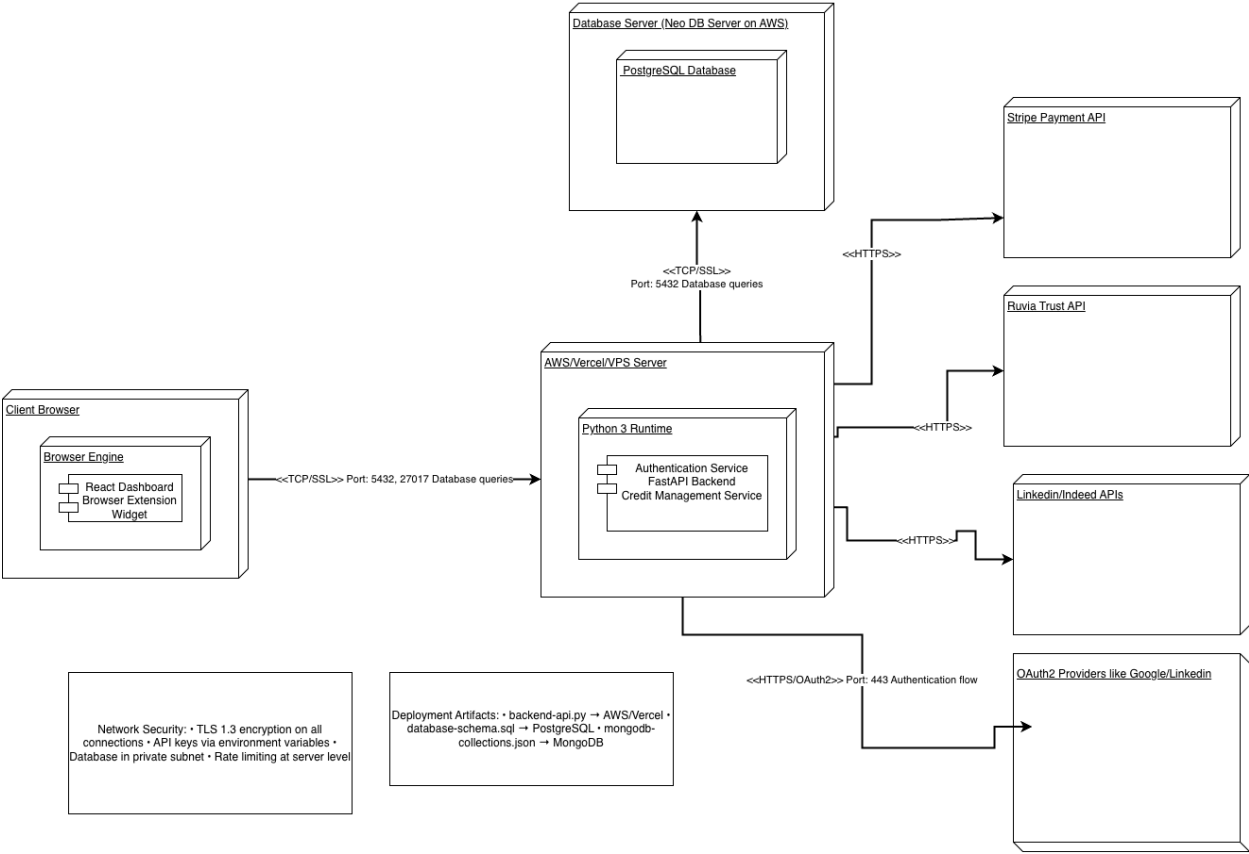 Database Server (Neo DB Server on AWS)
PostgreSQL Database
Stripe Payment API
<<HTTPS>>
<<TCP/SSL>>
Port: 5432 Database queries
Ruvia Trust API
AWS/Vercel/VPS Server
Client Browser
Python 3 Runtime
<<HTTPS>>
Browser Engine
React Dashboard
Browser Extension
Widget
<<TCP/SSL>> Port: 5432, 27017 Database queries
Authentication Service
FastAPI Backend
Credit Management Service
Linkedin/Indeed APIs
<<HTTPS>>
OAuth2 Providers like Google/Linkedin
<<HTTPS/OAuth2>> Port: 443 Authentication flow
Network Security: • TLS 1.3 encryption on all
connections • API keys via environment variables •
Database in private subnet • Rate limiting at server level
Deployment Artifacts: • backend-api.py → AWS/Vercel •
database-schema.sql → PostgreSQL • mongodb-
collections.json → MongoDB